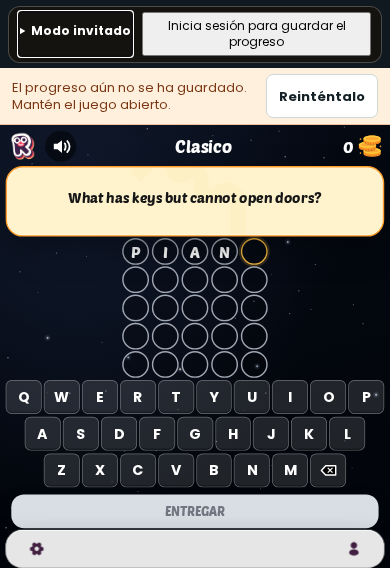 ▸ Modo invitado
Inicia sesión para guardar el
progreso
El progreso aún no se ha guardado.
Mantén el juego abierto.
Reinténtalo
Clasico
0
What has keys but cannot open doors?
P I A N
Q W E R T Y U I O P
A S D F G H J K L
Z X C V B N M
ENTREGAR